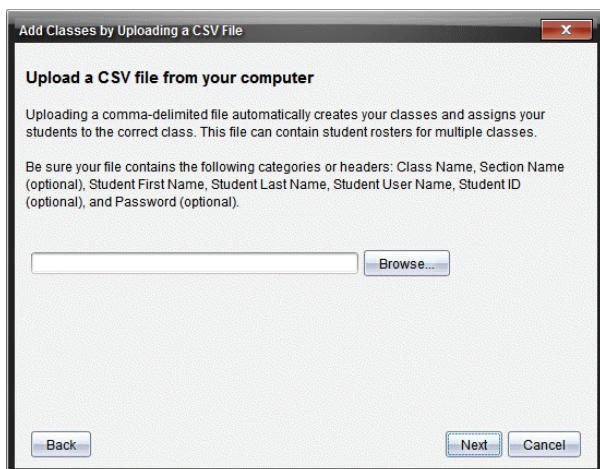 Add Classes by Uploading a CSV File
X
Upload a CSV file from your computer
Uploading a comma-delimited file automatically creates your classes and assigns your
students to the correct class. This file can contain student rosters for multiple classes.
Be sure your file contains the following categories or headers: Class Name, Section Name
(optional), Student First Name, Student Last Name, Student User Name, Student ID
(optional), and Password (optional).
Browse...
Back
Next
Cancel